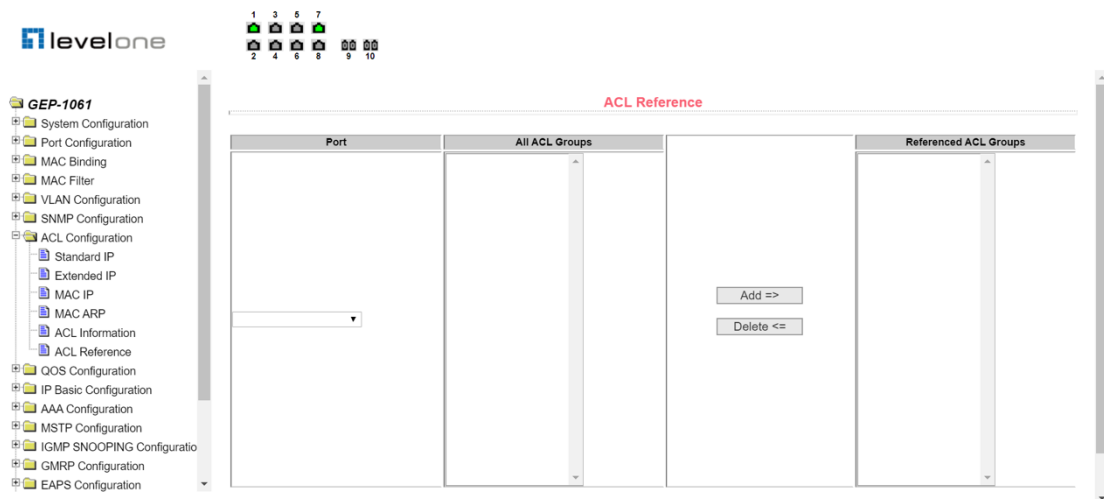 levelone
1 3 5 7
2 4 6 8 9 10
GEP-1061
System Configuration
Port Configuration
MAC Binding
MAC Filter
VLAN Configuration
SNMP Configuration
ACL Configuration
Standard IP
Extended IP
MAC IP
MAC ARP
ACL Information
ACL Reference
QOS Configuration
IP Basic Configuration
AAA Configuration
MSTP Configuration
IGMP SNOOPING Configuratio
GMRP Configuration
EAPS Configuration
ACL Reference
Port
All ACL Groups
Add =>
Delete <=
Referenced ACL Groups